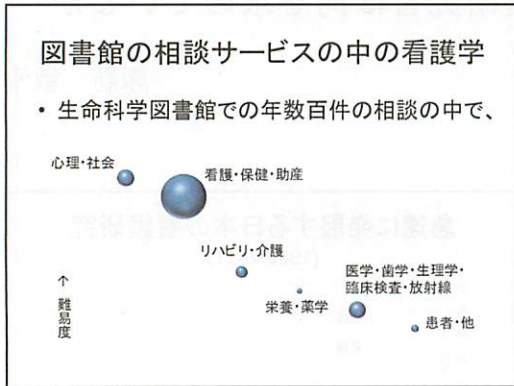 図書館の相談サービスの中の看護学
・ 生命科学図書館での年数百件の相談の中で、
心理・社会
看護・保健・助産
リハビリ・介護
医学・歯学・生理学・
臨床検査・放射線
栄養・薬学
患者・他
↑難易度